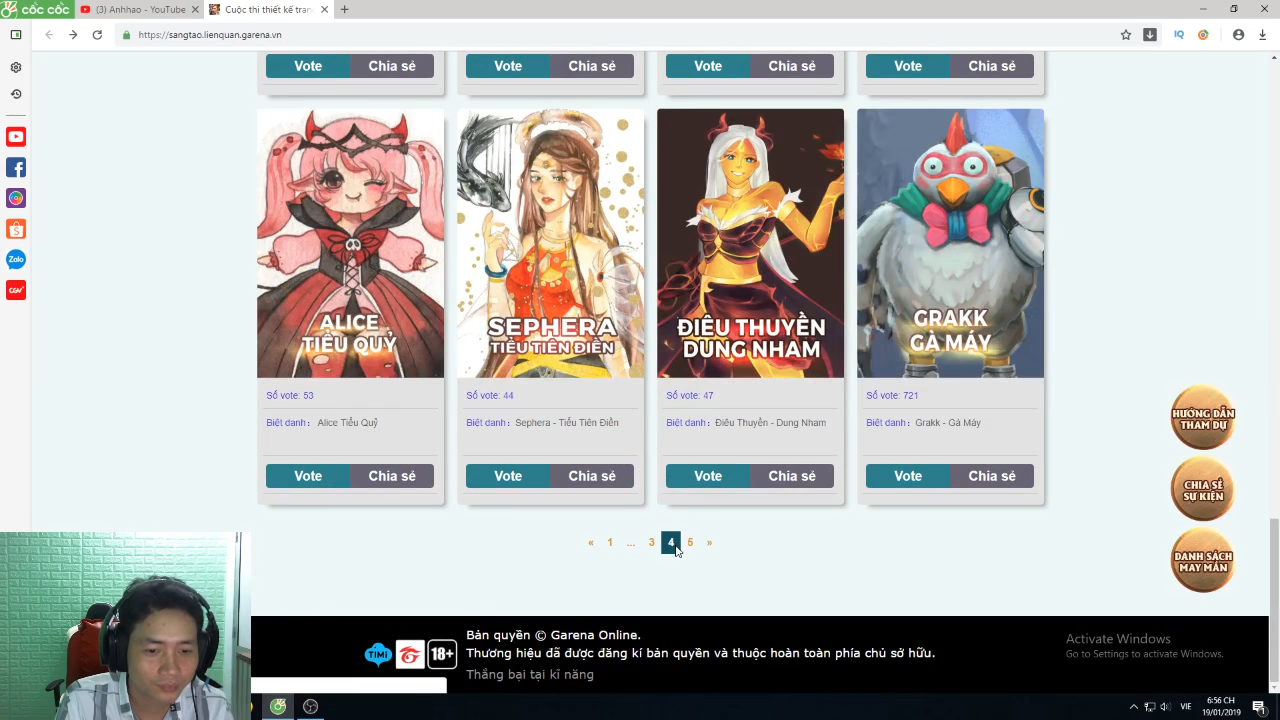 cốc cốc
(3) Anhhao - YouTube
Cuộc thi thiết kế tran
https://sangtao.lienquan.garena.vn
Vote
Chia sẻ
Vote
Chia sẻ
Vote
Chia sẻ
Vote
Chia sẻ
ALICE
TIỂU QUỶ
SEPHERA
TIỂU TIÊN ĐIỀN
ĐIÊU THUYỀN
DUNG NHAM
GRAKK
GÀ MÁY
Số vote: 53
Số vote: 44
Số vote: 47
Số vote: 721
Biệt danh: Alice Tiểu Quỷ
Biệt danh: Sephera - Tiểu Tiên Điền
Biệt danh: Điêu Thuyền - Dung Nham
Biệt danh: Grakk - Gà Máy
Vote
Chia sẻ
Vote
Chia sẻ
Vote
Chia sẻ
Vote
Chia sẻ
« 1 ... 3 4 5 »
HƯỚNG DẪN
THAM DỰ
CHIA SẺ
SỰ KIỆN
DANH SÁCH
MAY MẮN
Zalo
CGV
IQ
TiMi
18+
Bản quyền © Garena Online.
Thương hiệu đã được đăng kí bản quyền và thuộc hoàn toàn phía chủ sở hữu.
Thắng bại tại kĩ năng
Activate Windows
Go to Settings to activate Windows.
VIE
6:56 CH
19/01/2019